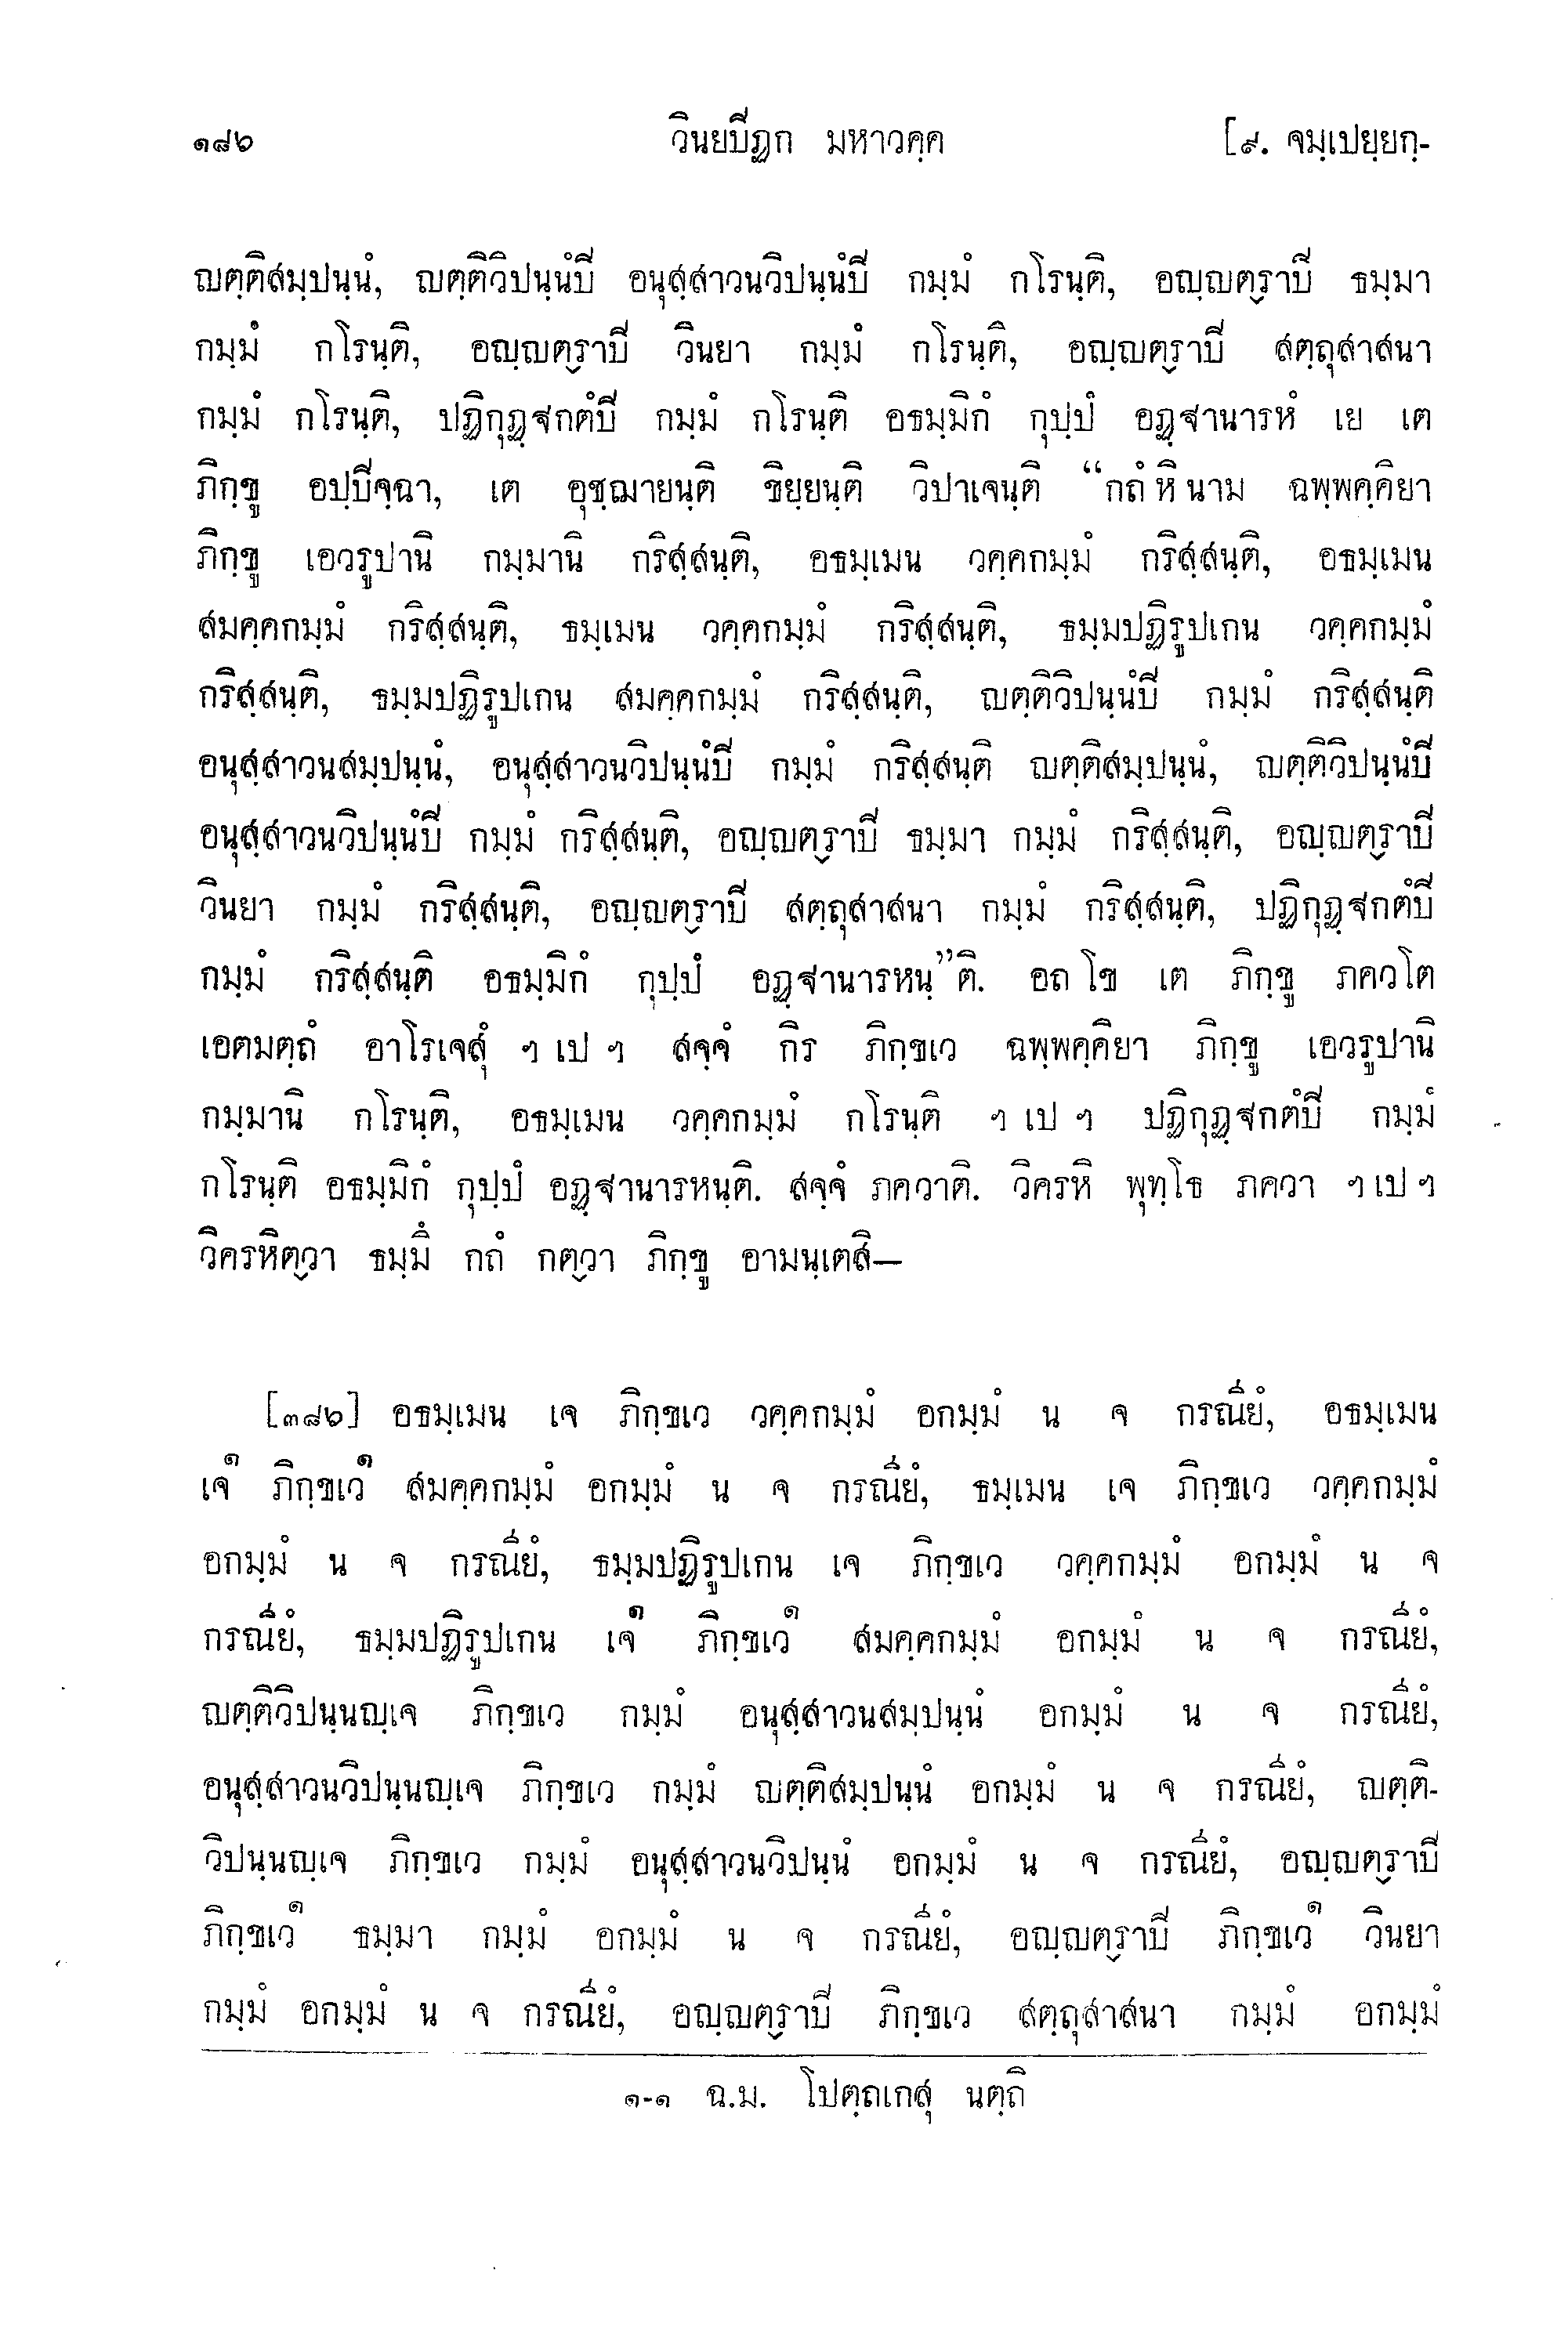 ๑๘๖ วินยปิฏก มหาวคฺค [๙. จมฺเปยฺยกฺ-
ญตฺติสมฺปนฺนํ, ญตฺติวิปนฺนํปิ อนุสฺสาวนวิปนฺนํปิ กมฺมํ กโรนฺติ, อญฺญตฺราปิ ธมฺมา
กมฺมํ กโรนฺติ, อญฺญตฺราปิ วินยา กมฺมํ กโรนฺติ, อญฺญตฺราปิ สตฺถุสาสนา
กมฺมํ กโรนฺติ, ปฏิกุฏฺฐกตํปิ กมฺมํ กโรนฺติ อธมฺมิกํ กุปฺปํ อฏฺฐานารหํ เย เต
ภิกฺขู อปฺปิจฺฉา, เต อุชฺฌายนฺติ ขิยฺยนฺติ วิปาเจนฺติ “กถํ หิ นาม ฉพฺพคฺคิยา
ภิกฺขู เอวรูปานิ กมฺมานิ กริสฺสนฺติ, อธมฺเมน วคฺคกมฺมํ กริสฺสนฺติ, อธมฺเมน
สมคฺคกมฺมํ กริสฺสนฺติ, ธมฺเมน วคฺคกมฺมํ กริสฺสนฺติ, ธมฺมปฏิรูปเกน วคฺคกมฺมํ
กริสฺสนฺติ, ธมฺมปฏิรูปเกน สมคฺคกมฺมํ กริสฺสนฺติ, ญตฺติวิปนฺนํปิ กมฺมํ กริสฺสนฺติ
อนุสฺสาวนสมฺปนฺนํ, อนุสฺสาวนวิปนฺนํปิ กมฺมํ กริสฺสนฺติ ญตฺติสมฺปนฺนํ, ญตฺติวิปนฺนํปิ
อนุสฺสาวนวิปนฺนํปิ กมฺมํ กริสฺสนฺติ, อญฺญตฺราปิ ธมฺมา กมฺมํ กริสฺสนฺติ, อญฺญตฺราปิ
วินยา กมฺมํ กริสฺสนฺติ, อญฺญตฺราปิ สตฺถุสาสนา กมฺมํ กริสฺสนฺติ, ปฏิกุฏฺฐกตํปิ
กมฺมํ กริสฺสนฺติ อธมฺมิกํ กุปฺปํ อฏฺฐานารหนฺ”ติ. อถ โข เต ภิกฺขู ภควโต
เอตมตฺถํ อาโรเจสุํ ฯ เป ฯ สจฺจํ กิร ภิกฺขเว ฉพฺพคฺคิยา ภิกฺขู เอวรูปานิ
กมฺมานิ กโรนฺติ, อธมฺเมน วคฺคกมฺมํ กโรนฺติ ฯ เป ฯ ปฏิกุฏฺฐกตํปิ กมฺมํ
กโรนฺติ อธมฺมิกํ กุปฺปํ อฏฺฐานารหนฺติ. สจฺจํ ภควาติ. วิครหิ พุทฺโธ ภควา ฯ เป ฯ
วิครหิตฺวา ธมฺมึ กถํ กตฺวา ภิกฺขู อามนฺเตสิ—
[๓๘๖] อธมฺเมน เจ ภิกฺขเว วคฺคกมฺมํ อกมฺมํ น จ กรณียํ, อธมฺเมน
เจ๑ ภิกฺขเว๑ สมคฺคกมฺมํ อกมฺมํ น จ กรณียํ, ธมฺเมน เจ ภิกฺขเว วคฺคกมฺมํ
อกมฺมํ น จ กรณียํ, ธมฺมปฏิรูปเกน เจ ภิกฺขเว วคฺคกมฺมํ อกมฺมํ น จ
กรณียํ, ธมฺมปฏิรูปเกน เจ๑ ภิกฺขเว๑ สมคฺคกมฺมํ อกมฺมํ น จ กรณียํ,
ญตฺติวิปนฺนญฺเจ ภิกฺขเว กมฺมํ อนุสฺสาวนสมฺปนฺนํ อกมฺมํ น จ กรณียํ,
อนุสฺสาวนวิปนฺนญฺเจ ภิกฺขเว กมฺมํ ญตฺติสมฺปนฺนํ อกมฺมํ น จ กรณียํ, ญตฺติ-
วิปนฺนญฺเจ ภิกฺขเว กมฺมํ อนุสฺสาวนวิปนฺนํ อกมฺมํ น จ กรณียํ, อญฺญตฺราปิ
ภิกฺขเว๑ ธมฺมา กมฺมํ อกมฺมํ น จ กรณียํ, อญฺญตฺราปิ ภิกฺขเว๑ วินยา
กมฺมํ อกมฺมํ น จ กรณียํ, อญฺญตฺราปิ ภิกฺขเว สตฺถุสาสนา กมฺมํ อกมฺมํ
๑-๑ ฉ.ม. โปตฺถเกสุ นตฺถิ